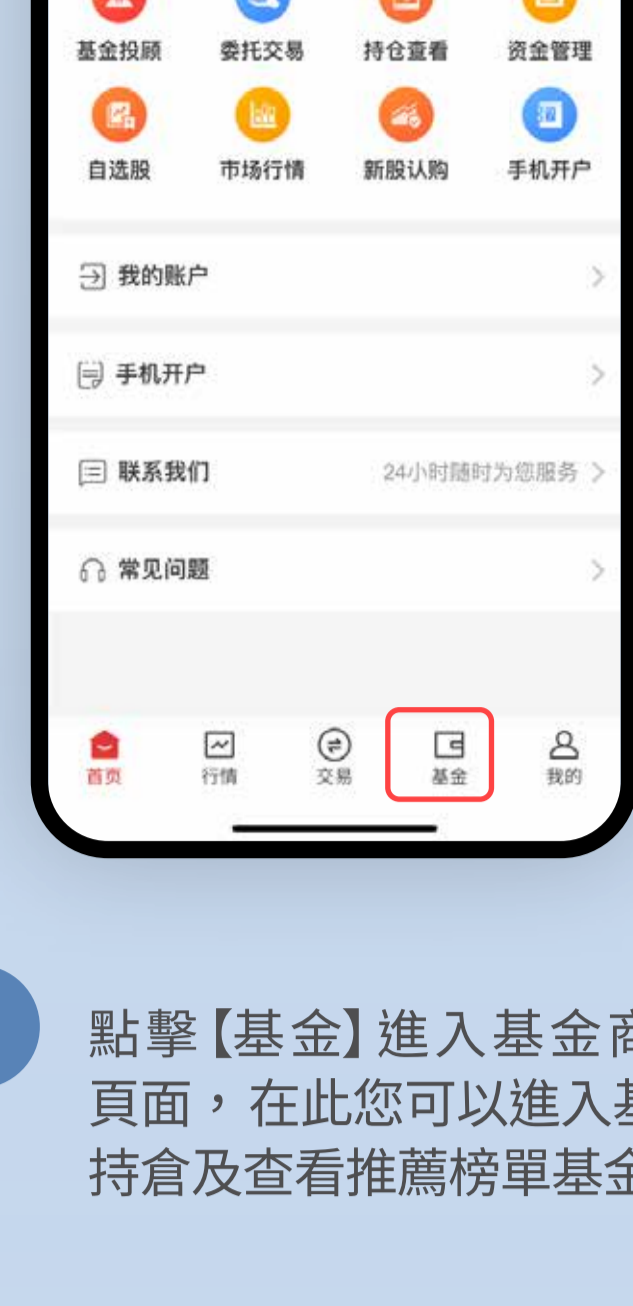 基金投顾 委托交易 持仓查看 资金管理
自选股 市场行情 新股认购 手机开户
我的账户
手机开户
联系我们 24小时随时为您服务
常见问题
首页 行情 交易 基金 我的
點擊【基金】進入基金商
頁面，在此您可以進入基
持倉及查看推薦榜單基金